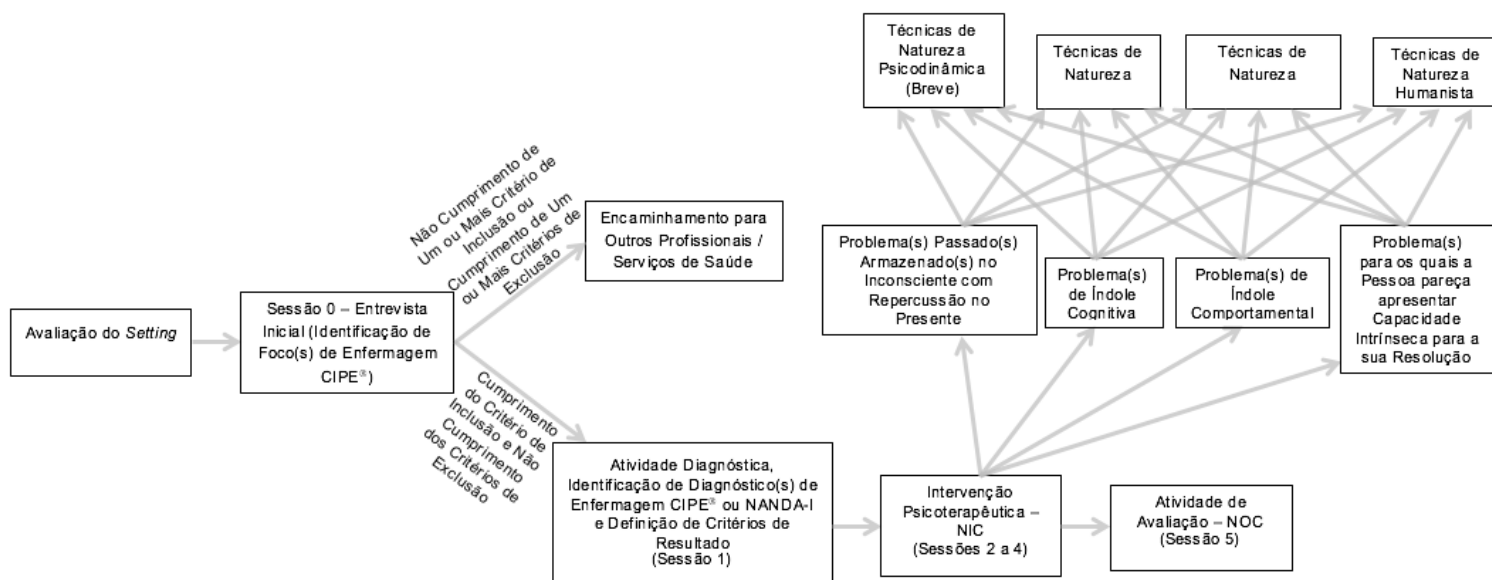 Técnicas de
Natureza
Psicodinâmica
(Breve)
Técnicas de
Natureza
Técnicas de
Natureza
Técnicas de
Natureza
Humanista
Não Cumprimento de
Um ou Mais Critério de
Inclusão ou
Cumprimento de Um
ou Mais Critérios de
Exclusão
Encaminhamento para
Outros Profissionais /
Serviços de Saúde
Problema(s) Passado(s)
Armazenado(s) no
Inconsciente com
Repercussão no
Presente
Problema(s)
de Índole
Cognitiva
Problema(s) de
Índole
Comportamental
Problema(s)
para os quais a
Pessoa pareça
apresentar
Capacidade
Intrínseca para a
sua Resolução
Avaliação do Setting
Sessão 0 – Entrevista
Inicial (Identificação de
Foco(s) de Enfermagem
CIPE®)
Cumprimento
do Critério de
Inclusão e Não
Cumprimento
dos Critérios de
Exclusão
Atividade Diagnóstica,
Identificação de Diagnóstico(s) de
Enfermagem CIPE® ou NANDA-I
e Definição de Critérios de
Resultado
(Sessão 1)
Intervenção
Psicoterapêutica –
NIC
(Sessões 2 a 4)
Atividade de
Avaliação – NOC
(Sessão 5)